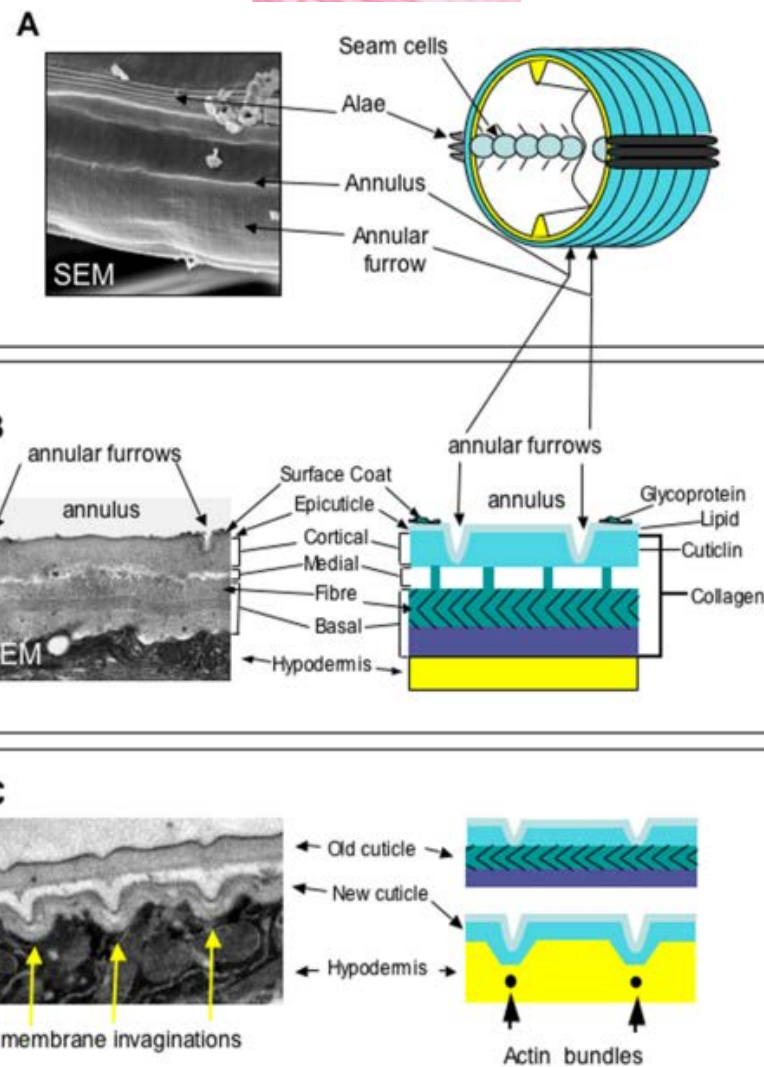 A
Seam cells
Alae
Annulus
Annular
furrow
SEM
annular furrows
annular furrows
annulus
Surface Coat
Epicuticle
Cortical
Medial
Fibre
Basal
Hypodermis
annulus
Glycoprotein
Lipid
Cuticlin
Collagen
EM
Old cuticle
New cuticle
Hypodermis
membrane invaginations
Actin bundles